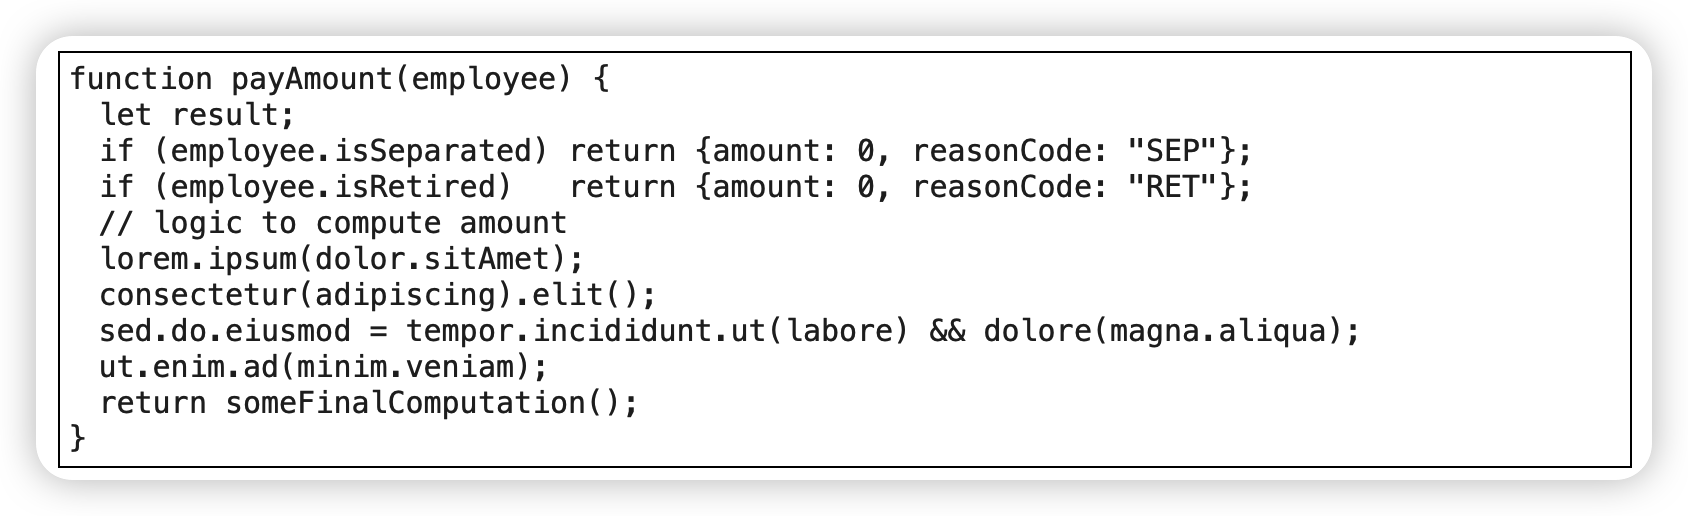 function payAmount(employee) {
  let result;
  if (employee.isSeparated) return {amount: 0, reasonCode: "SEP"};
  if (employee.isRetired)   return {amount: 0, reasonCode: "RET"};
  // logic to compute amount
  lorem.ipsum(dolor.sitAmet);
  consectetur(adipiscing).elit();
  sed.do.eiusmod = tempor.incididunt.ut(labore) && dolore(magna.aliqua);
  ut.enim.ad(minim.veniam);
  return someFinalComputation();
}